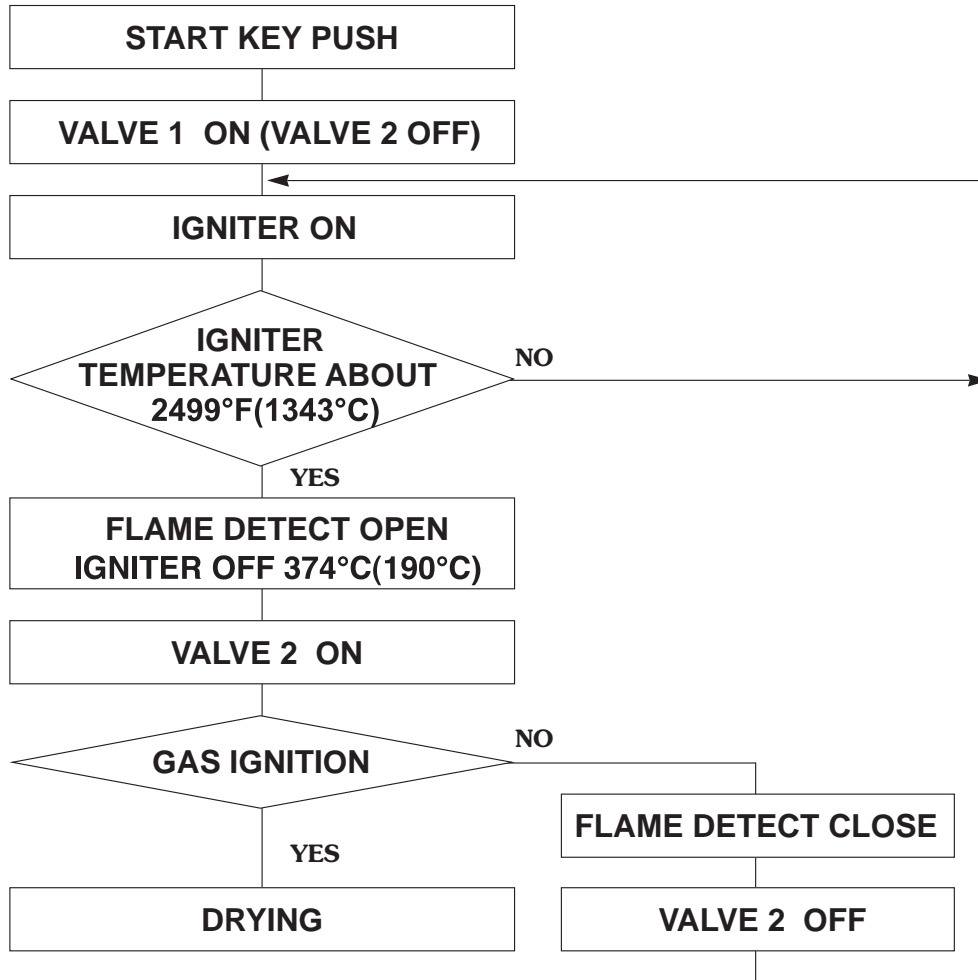 START KEY PUSH
VALVE 1 ON (VALVE 2 OFF)
IGNITER ON
IGNITER
TEMPERATURE ABOUT
2499°F(1343°C)
NO
YES
FLAME DETECT OPEN
IGNITER OFF 374°C(190°C)
VALVE 2 ON
GAS IGNITION
NO
FLAME DETECT CLOSE
YES
DRYING
VALVE 2 OFF